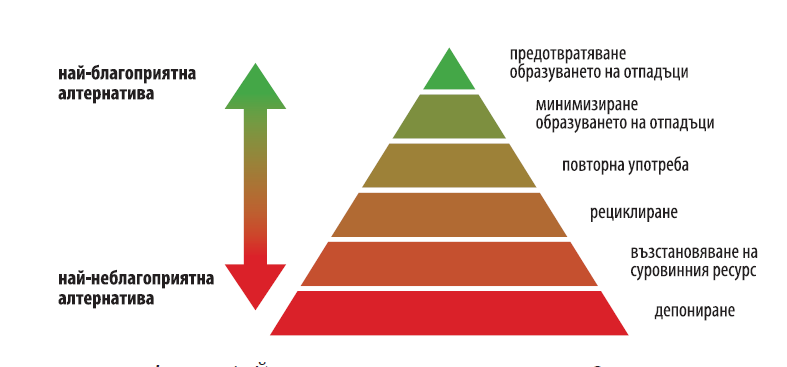 най-благоприятна
алтернатива
най-неблагоприятна
алтернатива
предотвратяване
образуването на отпадъци
минимизиране
образуването на отпадъци
повторна употреба
рециклиране
възстановяване на
суровинния ресурс
депониране